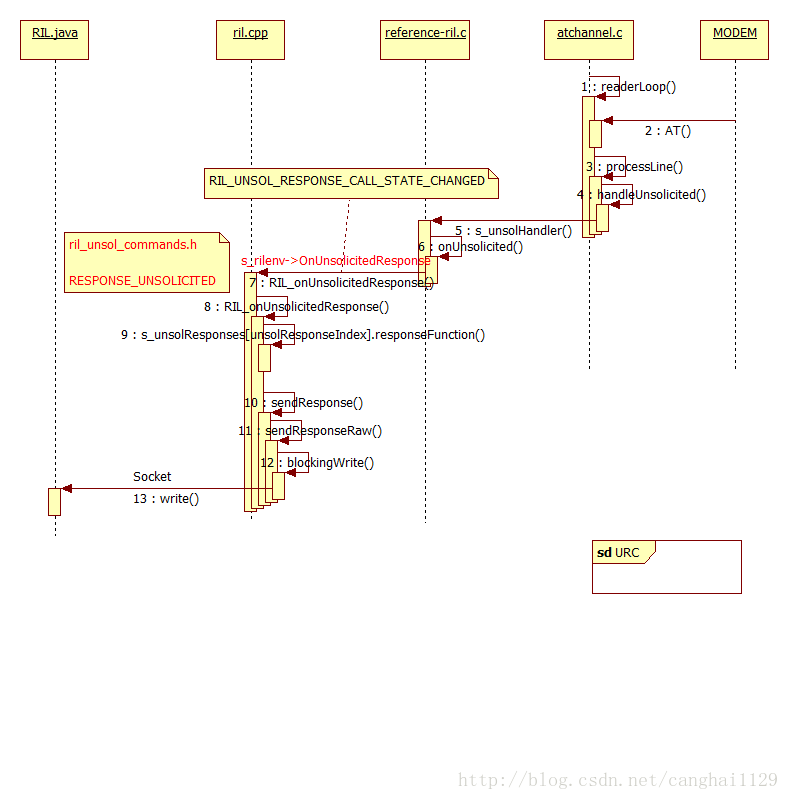 RIL.java
ril.cpp
reference-ril.c
atchannel.c
MODEM
1 : readerLoop()
2 : AT()
3 : processLine()
RIL_UNSOL_RESPONSE_CALL_STATE_CHANGED
4 : handleUnsolicited()
5 : s_unsolHandler()
ril_unsol_commands.h
6 : onUnsolicited()
s_rilenv->OnUnsolicitedResponse
RESPONSE_UNSOLICITED
7 : RIL_onUnsolicitedResponse()
8 : RIL_onUnsolicitedResponse()
9 : s_unsolResponses[unsolResponseIndex].responseFunction()
10 : sendResponse()
11 : sendResponseRaw()
12 : blockingWrite()
Socket
13 : write()
sd URC
http://blog.csdn.net/canghai1129